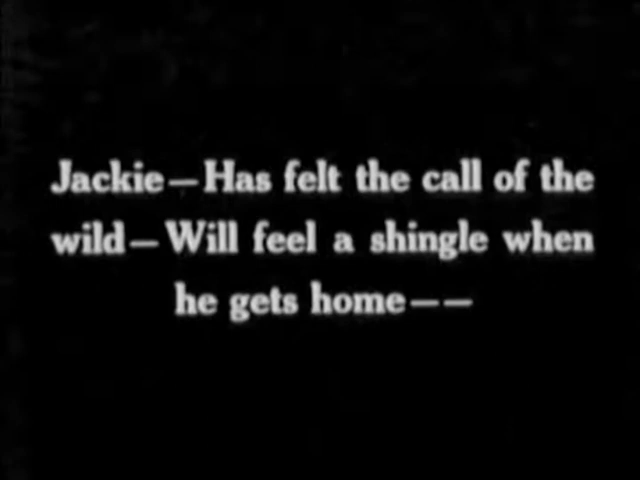 Jackie—Has felt the call of the
wild—Will feel a shingle when
he gets home——